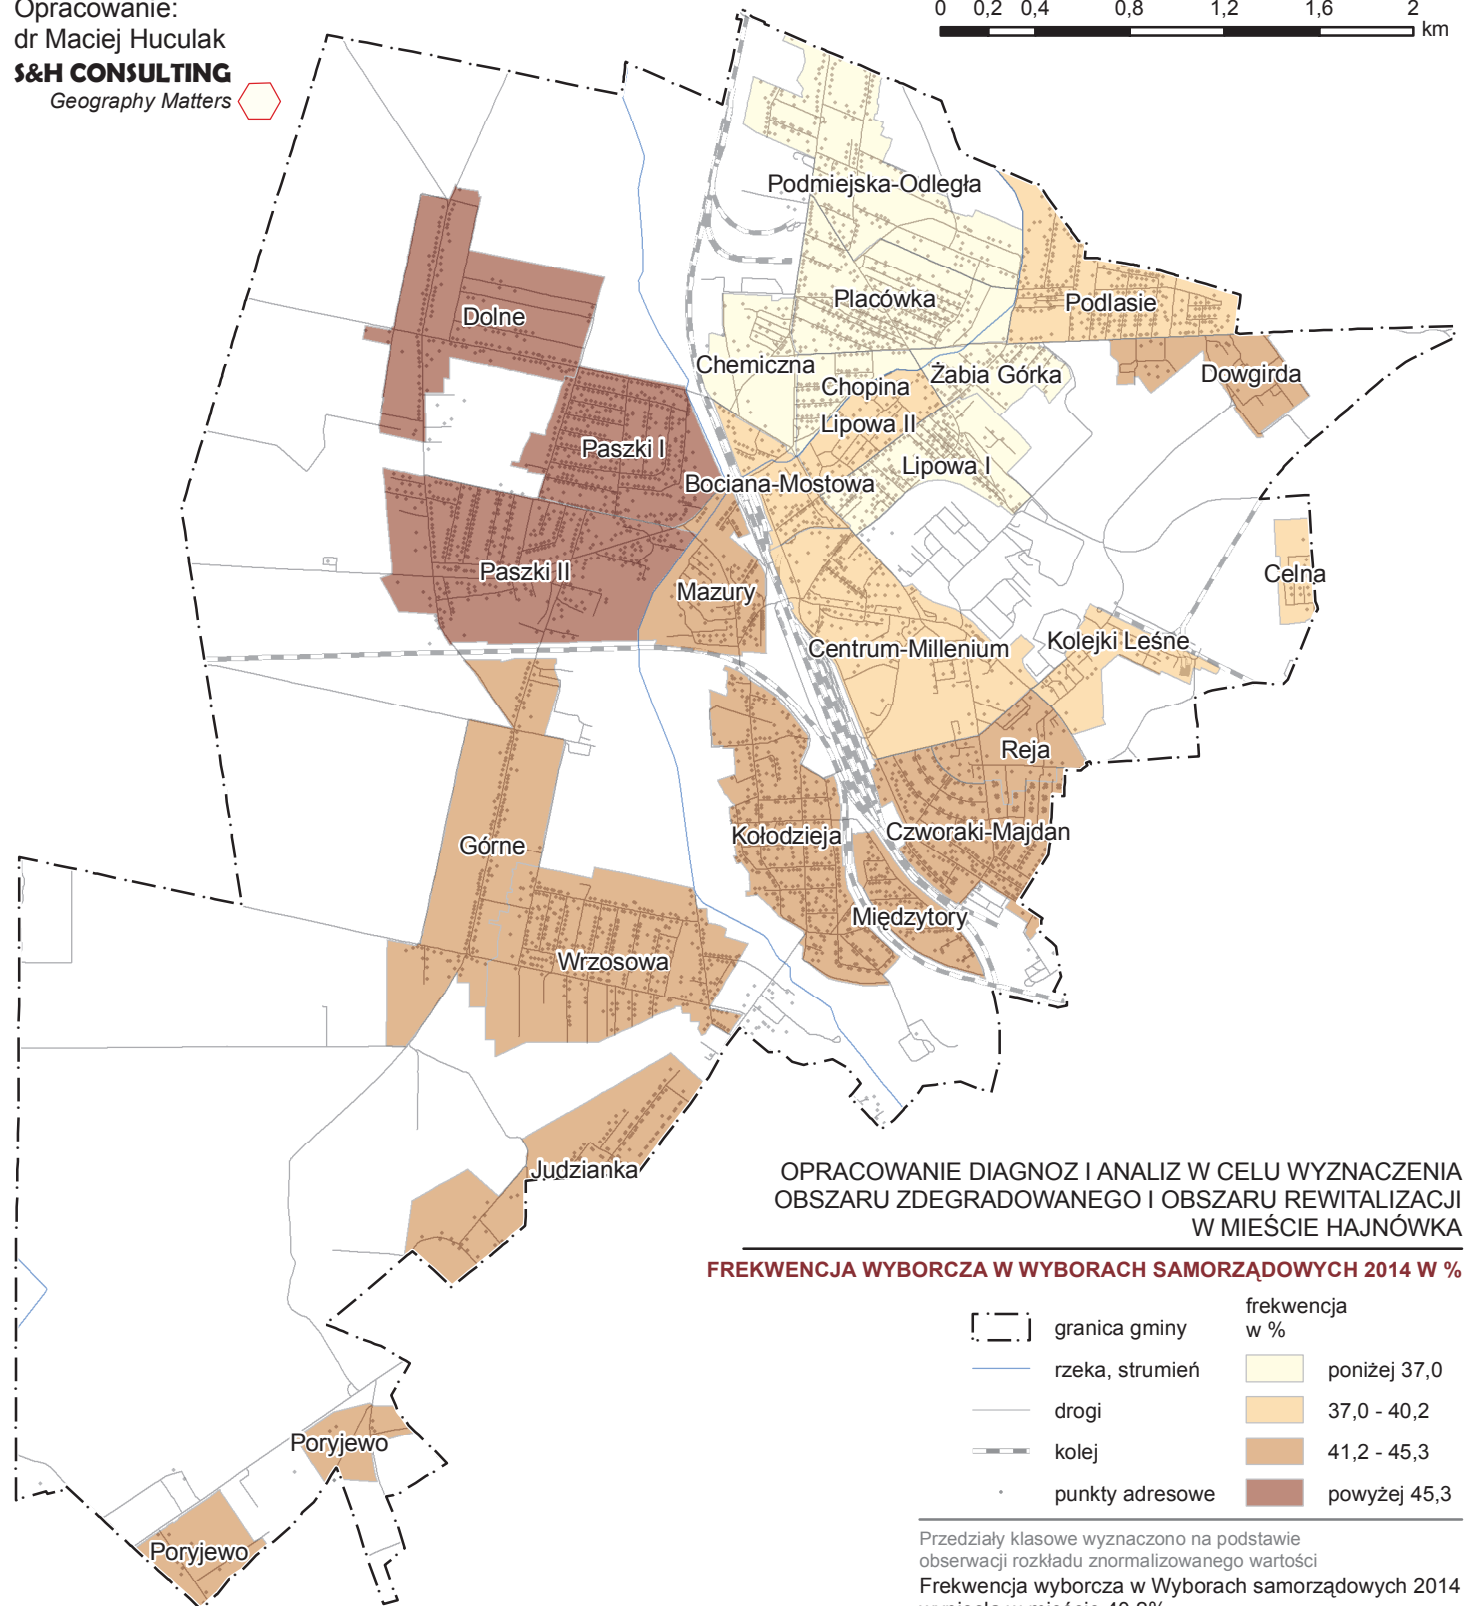 Opracowanie:
dr Maciej Huculak
S&H CONSULTING
Geography Matters
0 0,2 0,4 0,8 1,2 1,6 2
km
Podmiejska-Odległa
Placówka
Podlasie
Dolne
Chemiczna
Chopina
Żabia Górka
Dowgirda
Lipowa II
Paszki I
Lipowa I
Bociana-Mostowa
Paszki II
Mazury
Celna
Centrum-Millenium
Kolejki Leśne
Reja
Górne
Kołodzieja
Czworaki-Majdan
Międzytory
Wrzosowa
Judzianka
Poryjewo
Poryjewo
OPRACOWANIE DIAGNOZ I ANALIZ W CELU WYZNACZENIA
OBSZARU ZDEGRADOWANEGO I OBSZARU REWITALIZACJI
W MIEŚCIE HAJNÓWKA
FREKWENCJA WYBORCZA W WYBORACH SAMORZĄDOWYCH 2014 W %
granica gminy
rzeka, strumień
drogi
kolej
punkty adresowe
frekwencja
w %
poniżej 37,0
37,0 - 40,2
41,2 - 45,3
powyżej 45,3
Przedziały klasowe wyznaczono na podstawie
obserwacji rozkładu znormalizowanego wartości
Frekwencja wyborcza w Wyborach samorządowych 2014